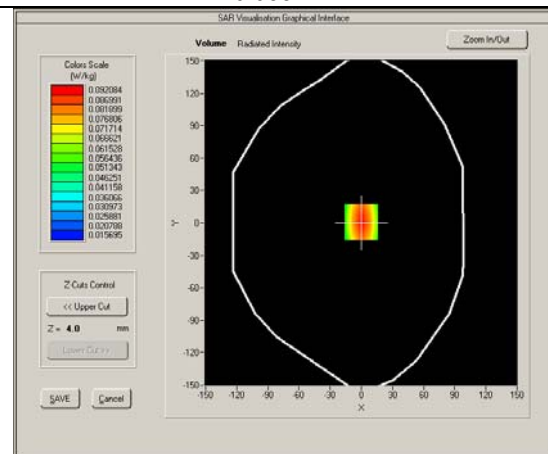 SAR Visualisation Graphical Interface
Volume Radiated Intensity
Zoom In/Out
Colors Scale
(W/kg)
0.092084
0.086991
0.081899
0.076806
0.071714
0.066621
0.061528
0.056436
0.051343
0.046251
0.041158
0.036066
0.030973
0.025881
0.020788
0.015695
150
120
90
60
30
0
-30
-60
-90
-120
-150
Y
-150 -120 -90 -60 -30 0 30 60 90 120 150
X
Z-Cuts Control
<< Upper Cut
Z = 4.0 mm
Lower Cut >>
SAVE Cancel